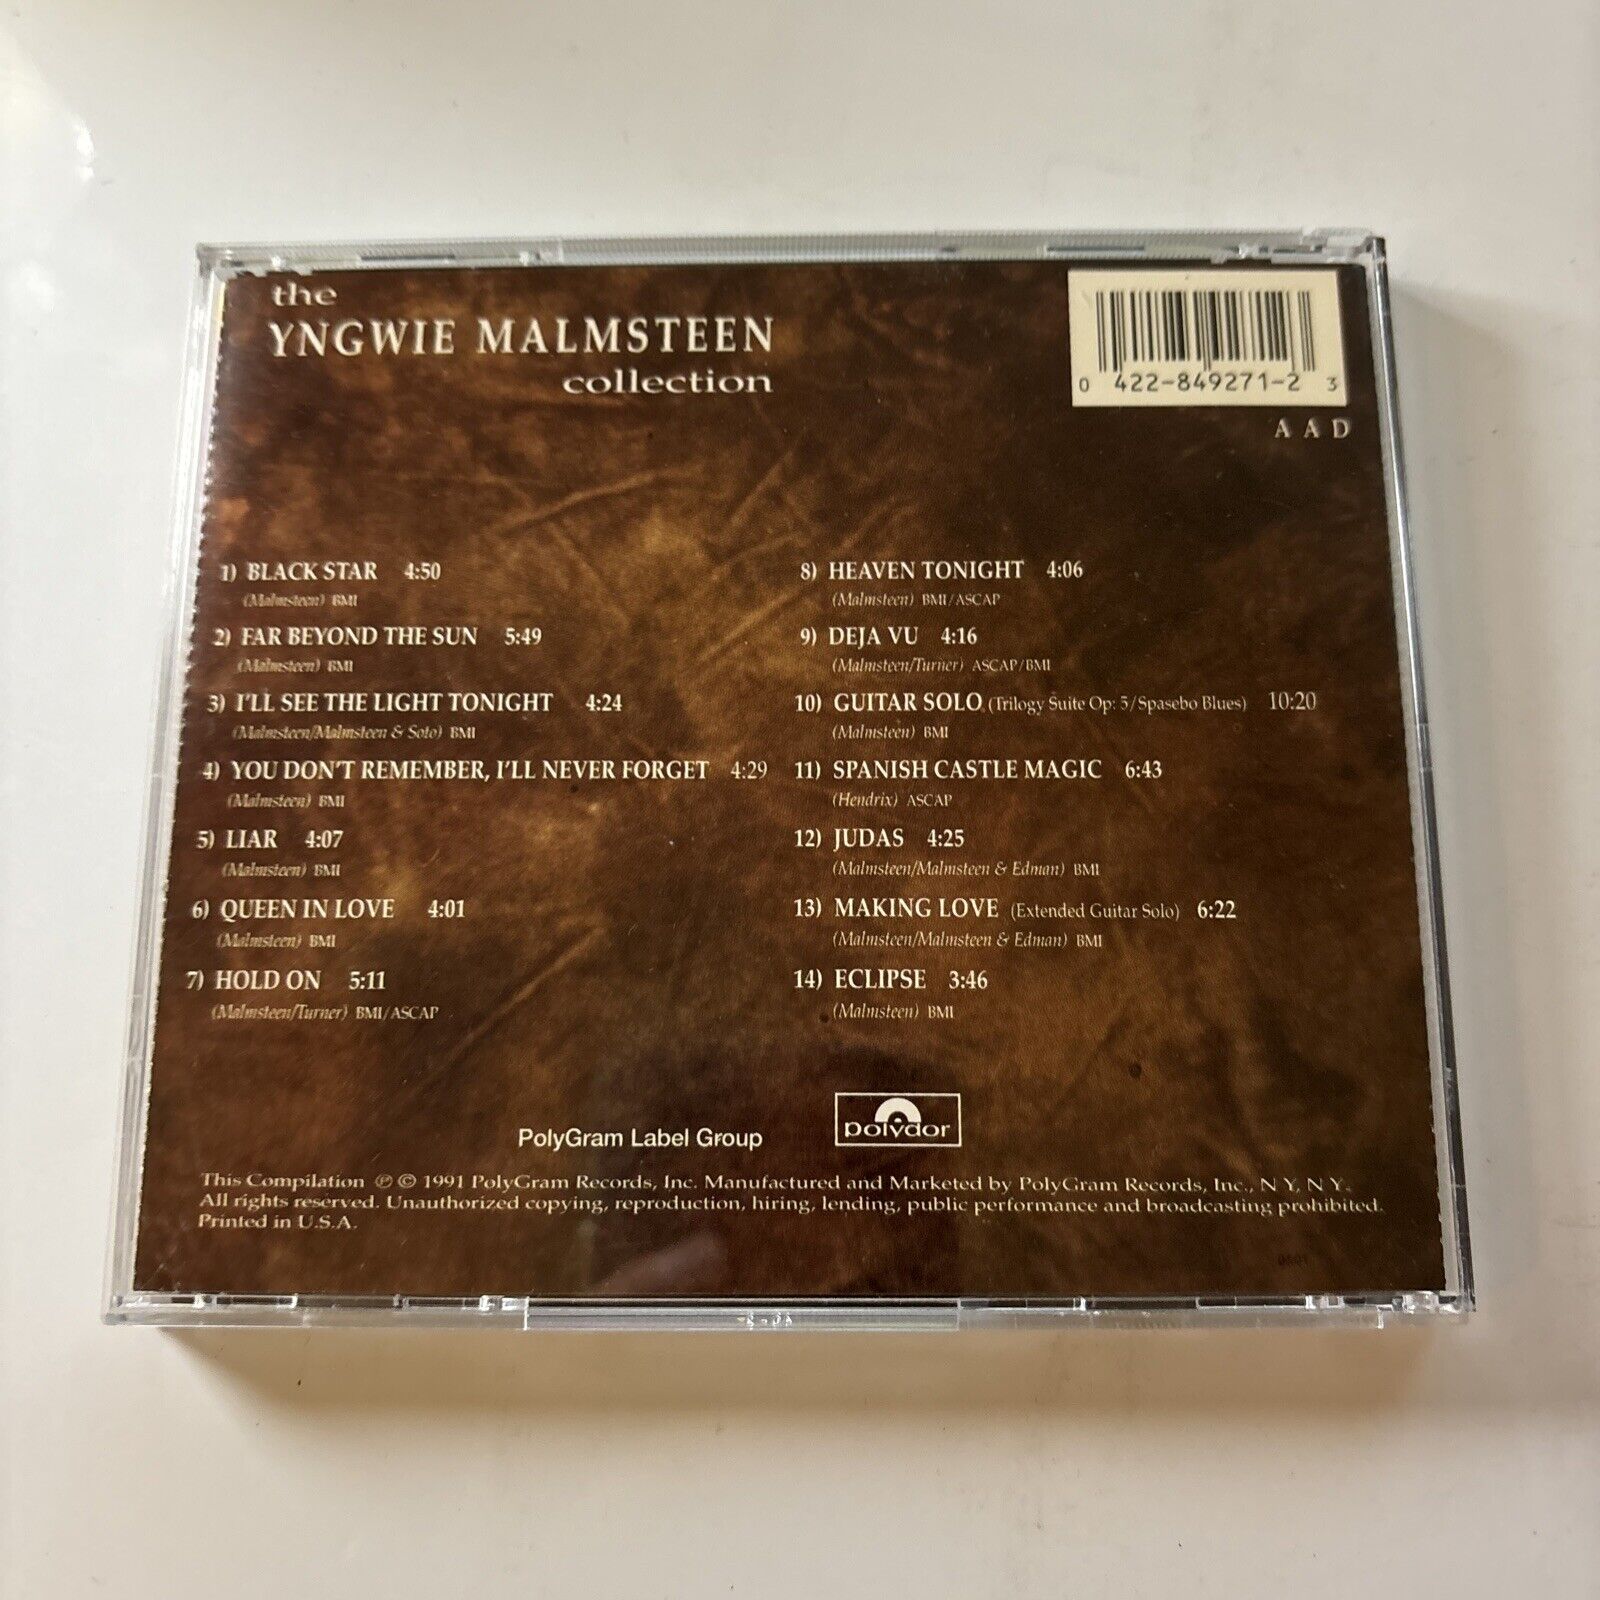 the
YNGWIE MALMSTEEN
collection
0 422-849271-2 3
A A D
1) BLACK STAR 4:50
(Malmsteen) BMI
2) FAR BEYOND THE SUN 5:49
(Malmsteen) BMI
3) I'LL SEE THE LIGHT TONIGHT 4:24
(Malmsteen/Malmsteen & Soto) BMI
4) YOU DON'T REMEMBER, I'LL NEVER FORGET 4:29
(Malmsteen) BMI
5) LIAR 4:07
(Malmsteen) BMI
6) QUEEN IN LOVE 4:01
(Malmsteen) BMI
7) HOLD ON 5:11
(Malmsteen/Turner) BMI/ASCAP
8) HEAVEN TONIGHT 4:06
(Malmsteen) BMI/ASCAP
9) DEJA VU 4:16
(Malmsteen/Turner) ASCAP/BMI
10) GUITAR SOLO (Trilogy Suite Op: 5/Spasebo Blues) 10:20
(Malmsteen) BMI
11) SPANISH CASTLE MAGIC 6:43
(Hendrix) ASCAP
12) JUDAS 4:25
(Malmsteen/Malmsteen & Edman) BMI
13) MAKING LOVE (Extended Guitar Solo) 6:22
(Malmsteen/Malmsteen & Edman) BMI
14) ECLIPSE 3:46
(Malmsteen) BMI
PolyGram Label Group
polydor
This Compilation ℗ © 1991 PolyGram Records, Inc. Manufactured and Marketed by PolyGram Records, Inc., N Y, N Y.
All rights reserved. Unauthorized copying, reproduction, hiring, lending, public performance and broadcasting prohibited.
Printed in U.S.A.